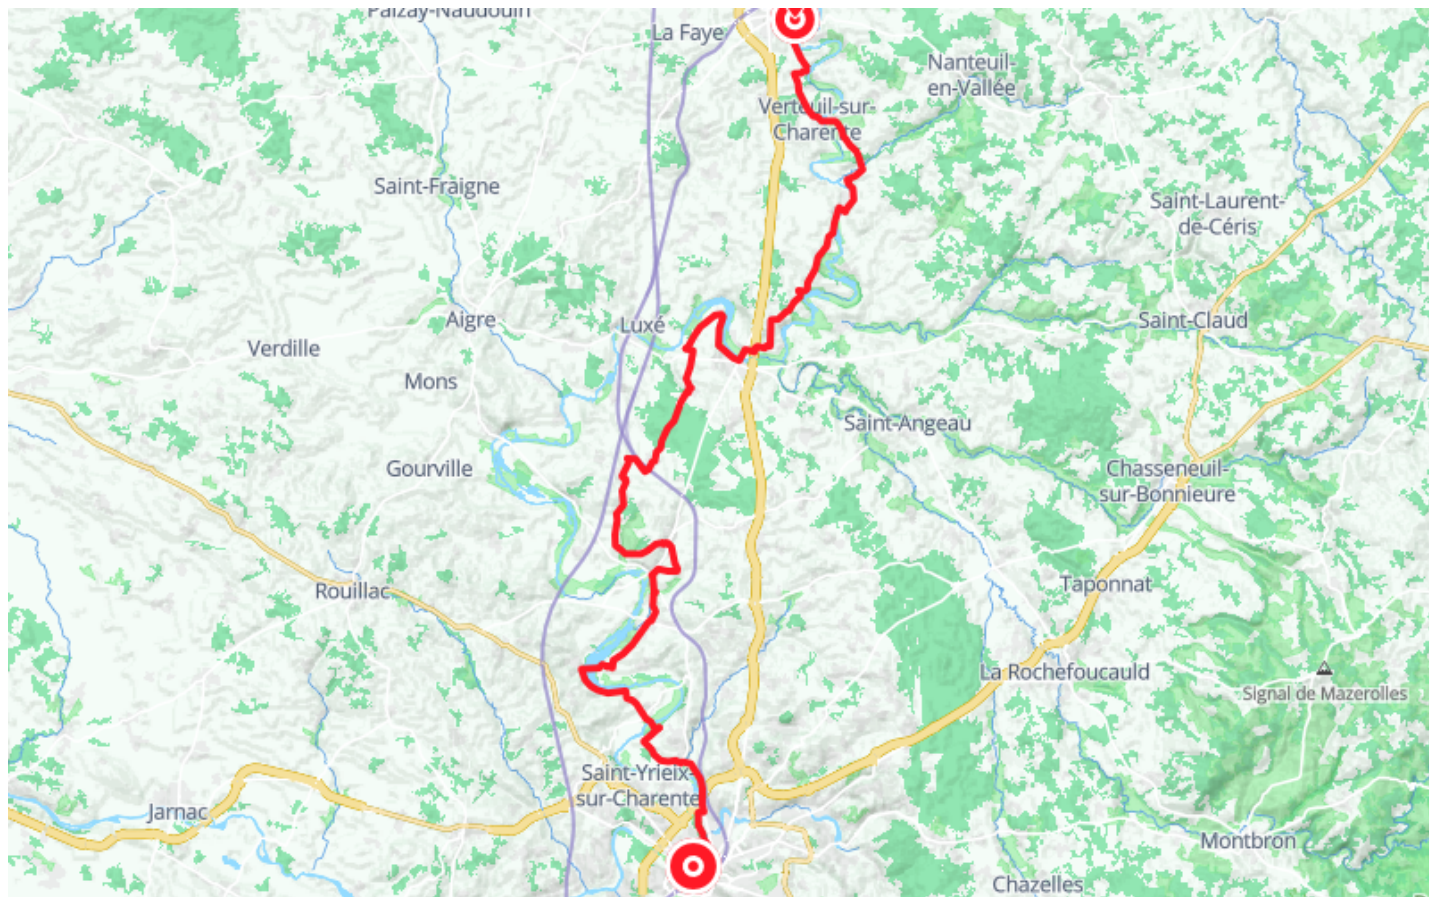 Paizay-Naudouin
La Faye
Nanteuil-
en-Vallée
Verteuil-sur-
Charente
Saint-Fraigne
Saint-Laurent-
de-Céris
Aigre
Luxé
Saint-Claud
Verdille
Mons
Saint-Angeau
Gourville
Chasseneuil-
sur-Bonnieure
Rouillac
Taponnat
La Rochefoucauld
Signal de Mazerolles
Saint-Yrieix-
sur-Charente
Jarnac
Montbron
Chazelles